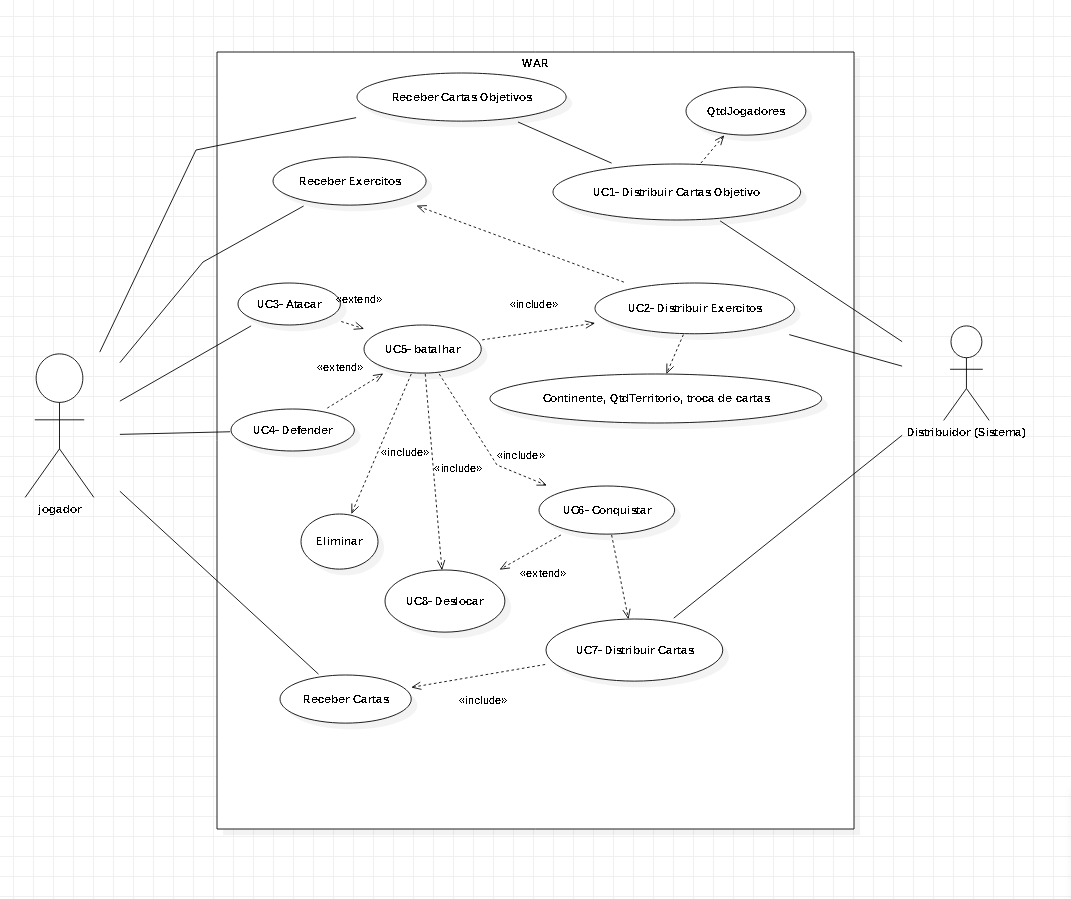 WAR
Receber Cartas Objetivos
QtdJogadores
Receber Exercitos
UC1- Distribuir Cartas Objetivo
UC3- Atacar
«extend»
«include»
UC2- Distribuir Exercitos
UC5- batalhar
«extend»
Continente, QtdTerritorio, troca de cartas
UC4- Defender
Distribuidor (Sistema)
«include»
«include»
«include»
jogador
UC6- Conquistar
Eliminar
«extend»
UC8- Deslocar
UC7- Distribuir Cartas
Receber Cartas
«include»